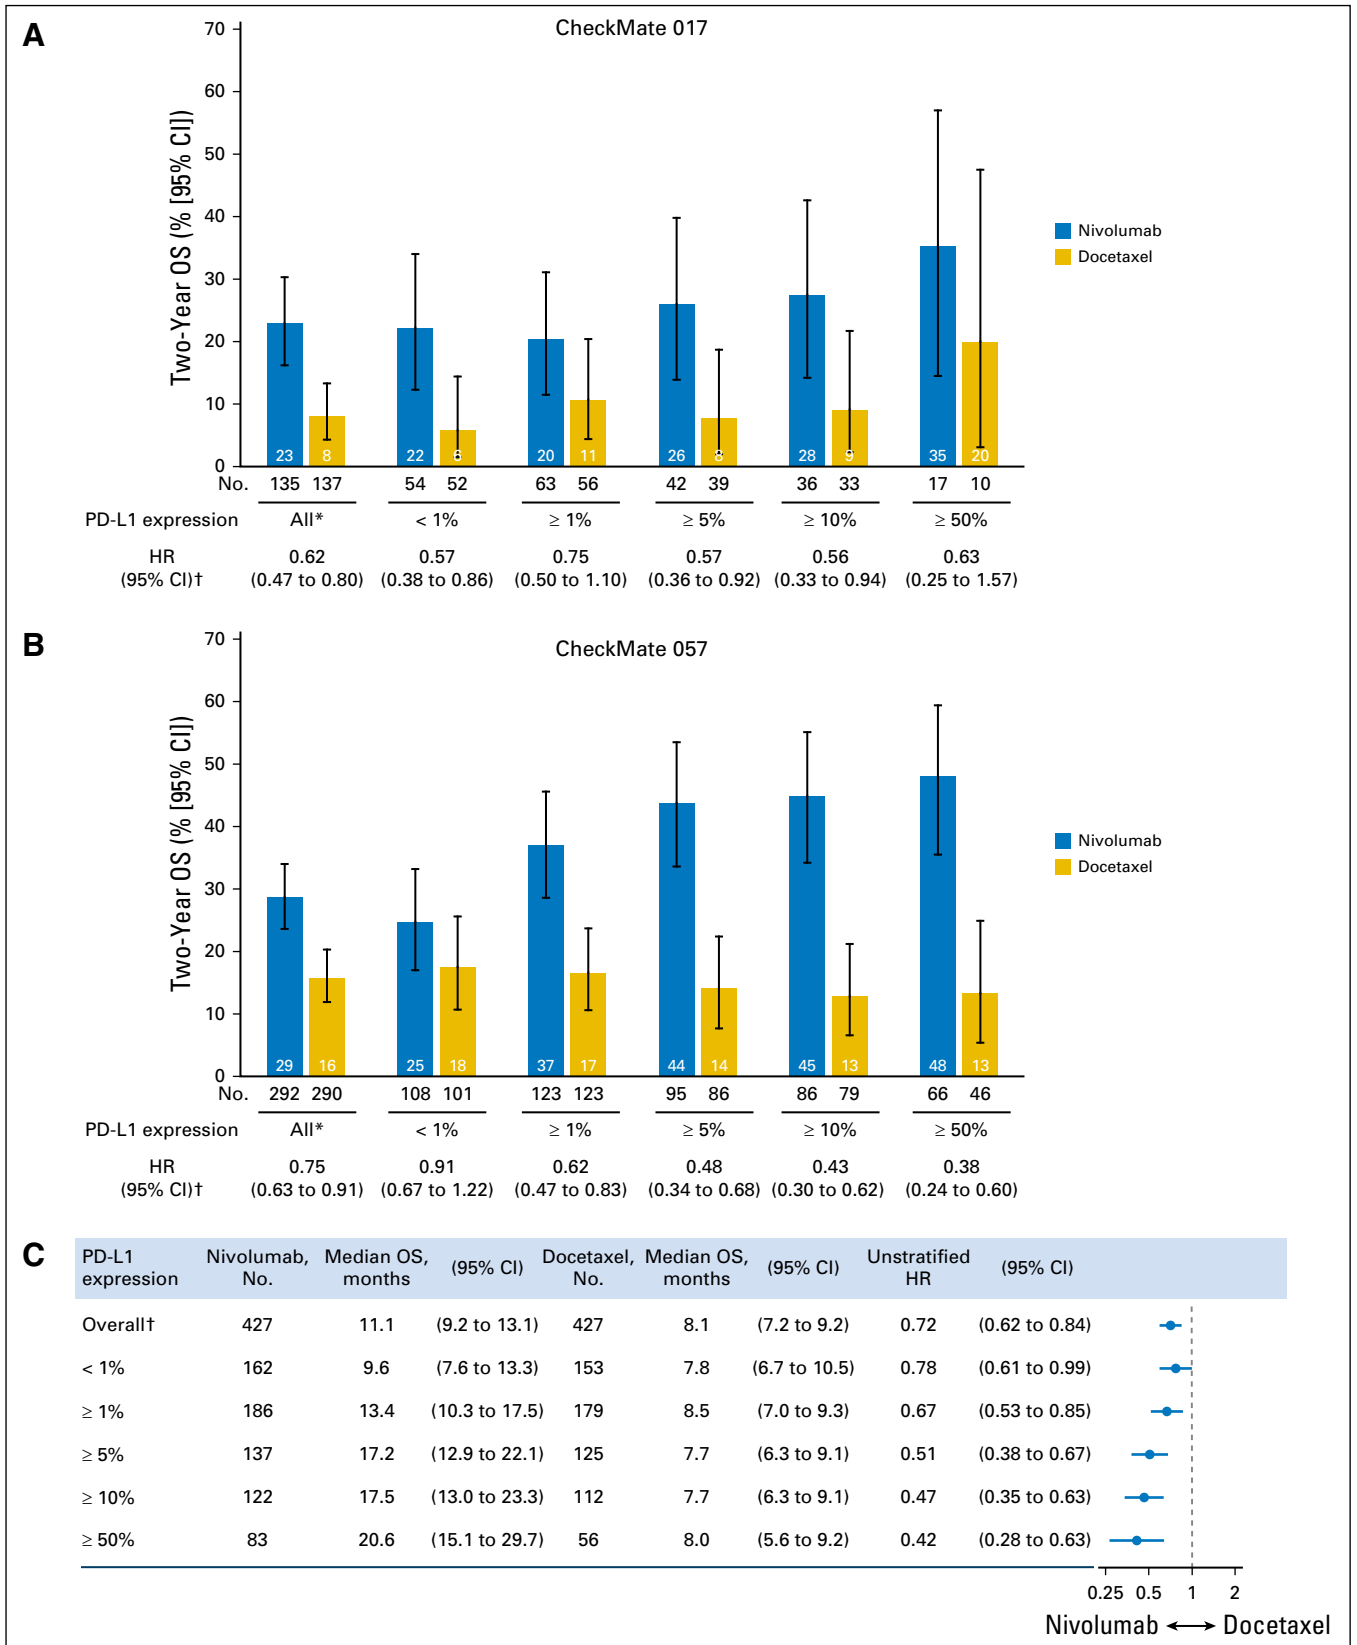 A
CheckMate 017
Two-Year OS (% [95% CI])
70
60
50
40
30
20
10
0
Nivolumab
Docetaxel
23 8 22 6 20 11 26 8 28 9 35 20
No. 135 137 54 52 63 56 42 39 36 33 17 10
PD-L1 expression All* < 1% ≥ 1% ≥ 5% ≥ 10% ≥ 50%
HR 0.62 0.57 0.75 0.57 0.56 0.63
(95% CI)† (0.47 to 0.80) (0.38 to 0.86) (0.50 to 1.10) (0.36 to 0.92) (0.33 to 0.94) (0.25 to 1.57)
B
CheckMate 057
Two-Year OS (% [95% CI])
70
60
50
40
30
20
10
0
Nivolumab
Docetaxel
29 16 25 18 37 17 44 14 45 13 48 13
No. 292 290 108 101 123 123 95 86 86 79 66 46
PD-L1 expression All* < 1% ≥ 1% ≥ 5% ≥ 10% ≥ 50%
HR 0.75 0.91 0.62 0.48 0.43 0.38
(95% CI)† (0.63 to 0.91) (0.67 to 1.22) (0.47 to 0.83) (0.34 to 0.68) (0.30 to 0.62) (0.24 to 0.60)
C
PD-L1 Nivolumab, Median OS, (95% CI) Docetaxel, Median OS, (95% CI) Unstratified (95% CI)
expression No. months No. months HR
Overall† 427 11.1 (9.2 to 13.1) 427 8.1 (7.2 to 9.2) 0.72 (0.62 to 0.84)
< 1% 162 9.6 (7.6 to 13.3) 153 7.8 (6.7 to 10.5) 0.78 (0.61 to 0.99)
≥ 1% 186 13.4 (10.3 to 17.5) 179 8.5 (7.0 to 9.3) 0.67 (0.53 to 0.85)
≥ 5% 137 17.2 (12.9 to 22.1) 125 7.7 (6.3 to 9.1) 0.51 (0.38 to 0.67)
≥ 10% 122 17.5 (13.0 to 23.3) 112 7.7 (6.3 to 9.1) 0.47 (0.35 to 0.63)
≥ 50% 83 20.6 (15.1 to 29.7) 56 8.0 (5.6 to 9.2) 0.42 (0.28 to 0.63)
0.25 0.5 1 2
Nivolumab ↔ Docetaxel